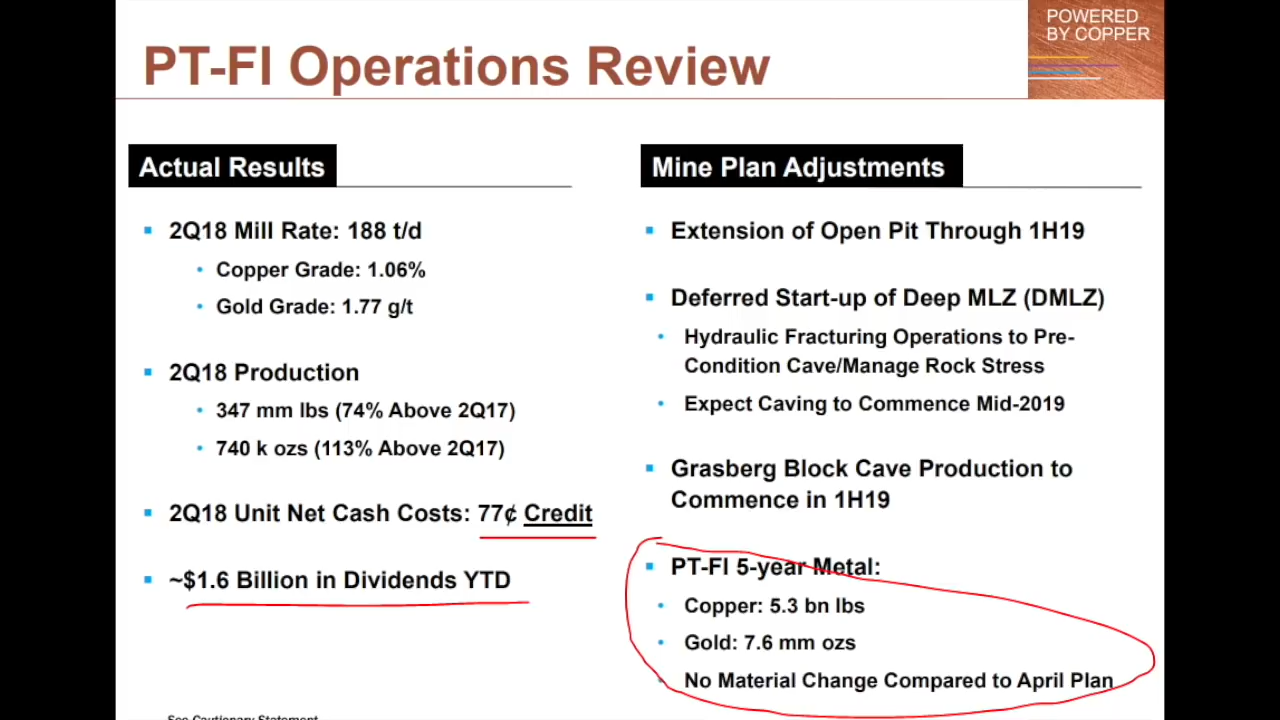 POWERED
BY COPPER
PT-FI Operations Review
Actual Results
2Q18 Mill Rate: 188 t/d
Copper Grade: 1.06%
Gold Grade: 1.77 g/t
2Q18 Production
347 mm lbs (74% Above 2Q17)
740 k ozs (113% Above 2Q17)
2Q18 Unit Net Cash Costs: 77¢ Credit
~$1.6 Billion in Dividends YTD
Mine Plan Adjustments
Extension of Open Pit Through 1H19
Deferred Start-up of Deep MLZ (DMLZ)
Hydraulic Fracturing Operations to Pre-
Condition Cave/Manage Rock Stress
Expect Caving to Commence Mid-2019
Grasberg Block Cave Production to
Commence in 1H19
PT-FI 5-year Metal:
Copper: 5.3 bn lbs
Gold: 7.6 mm ozs
No Material Change Compared to April Plan
See Cautionary Statement